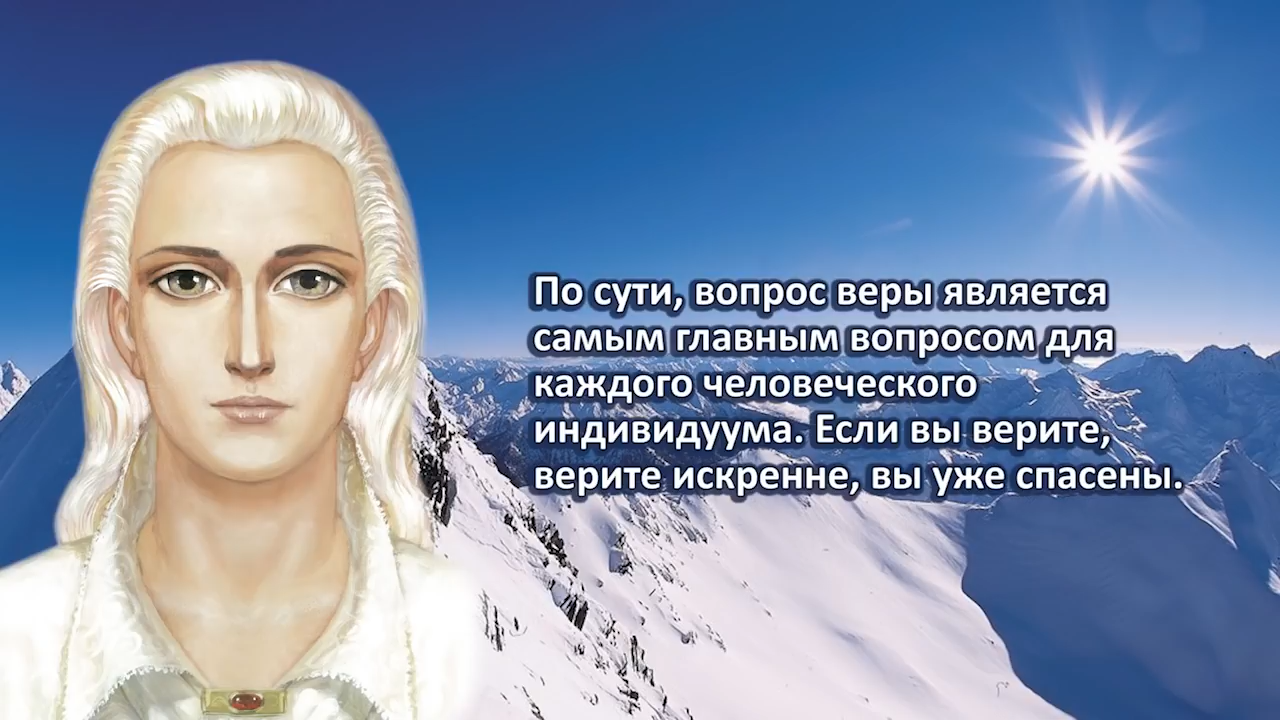 По сути, вопрос веры является
самым главным вопросом для
каждого человеческого
индивидуума. Если вы верите,
верите искренне, вы уже спасены.